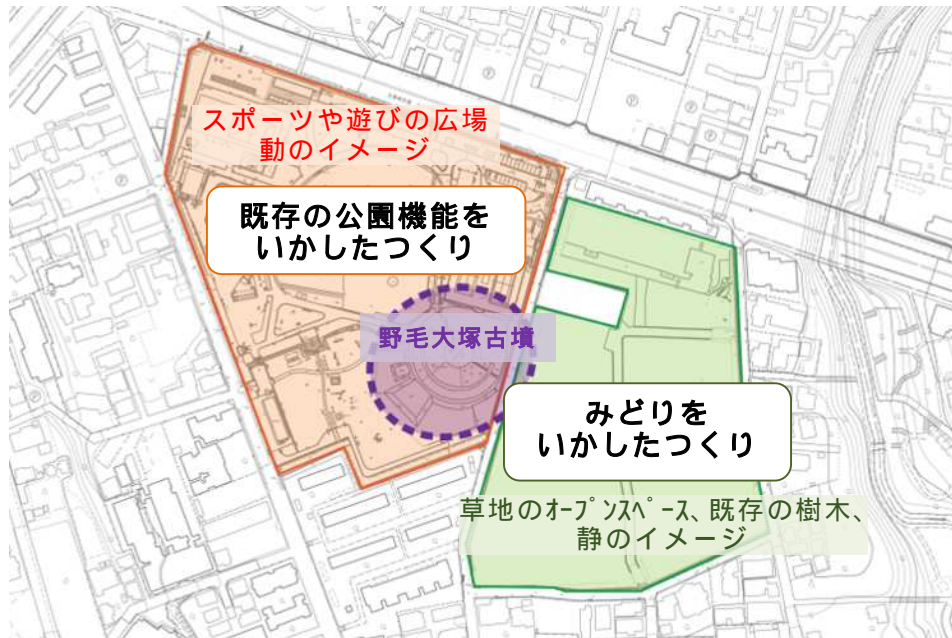 スポーツや遊びの広場
動のイメージ
既存の公園機能を
いかしたつくり
野毛大塚古墳
みどりを
いかしたつくり
草地のｵｰﾌﾟﾝｽﾍﾟｰｽ、既存の樹木、
静のイメージ